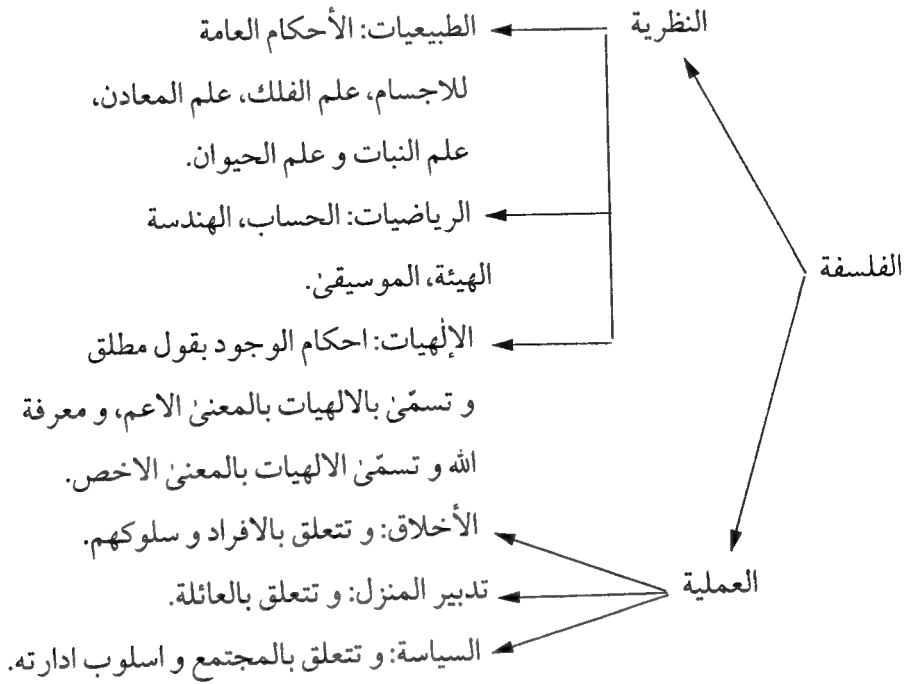 النظرية
الطبيعيات: الأحكام العامة
للاجسام، علم الفلك، علم المعادن،
علم النبات و علم الحيوان.
الرياضيات: الحساب، الهندسة
الهيئة، الموسيقىٰ.
الفلسفة
الإلٰهيات: احكام الوجود بقول مطلق
و تسمّىٰ بالالهيات بالمعنىٰ الاعم، و معرفة
الله و تسمّىٰ الالهيات بالمعنىٰ الاخص.
العملية
الأخلاق: و تتعلق بالافراد و سلوكهم.
تدبير المنزل: و تتعلق بالعائلة.
السياسة: و تتعلق بالمجتمع و اسلوب ادارته.